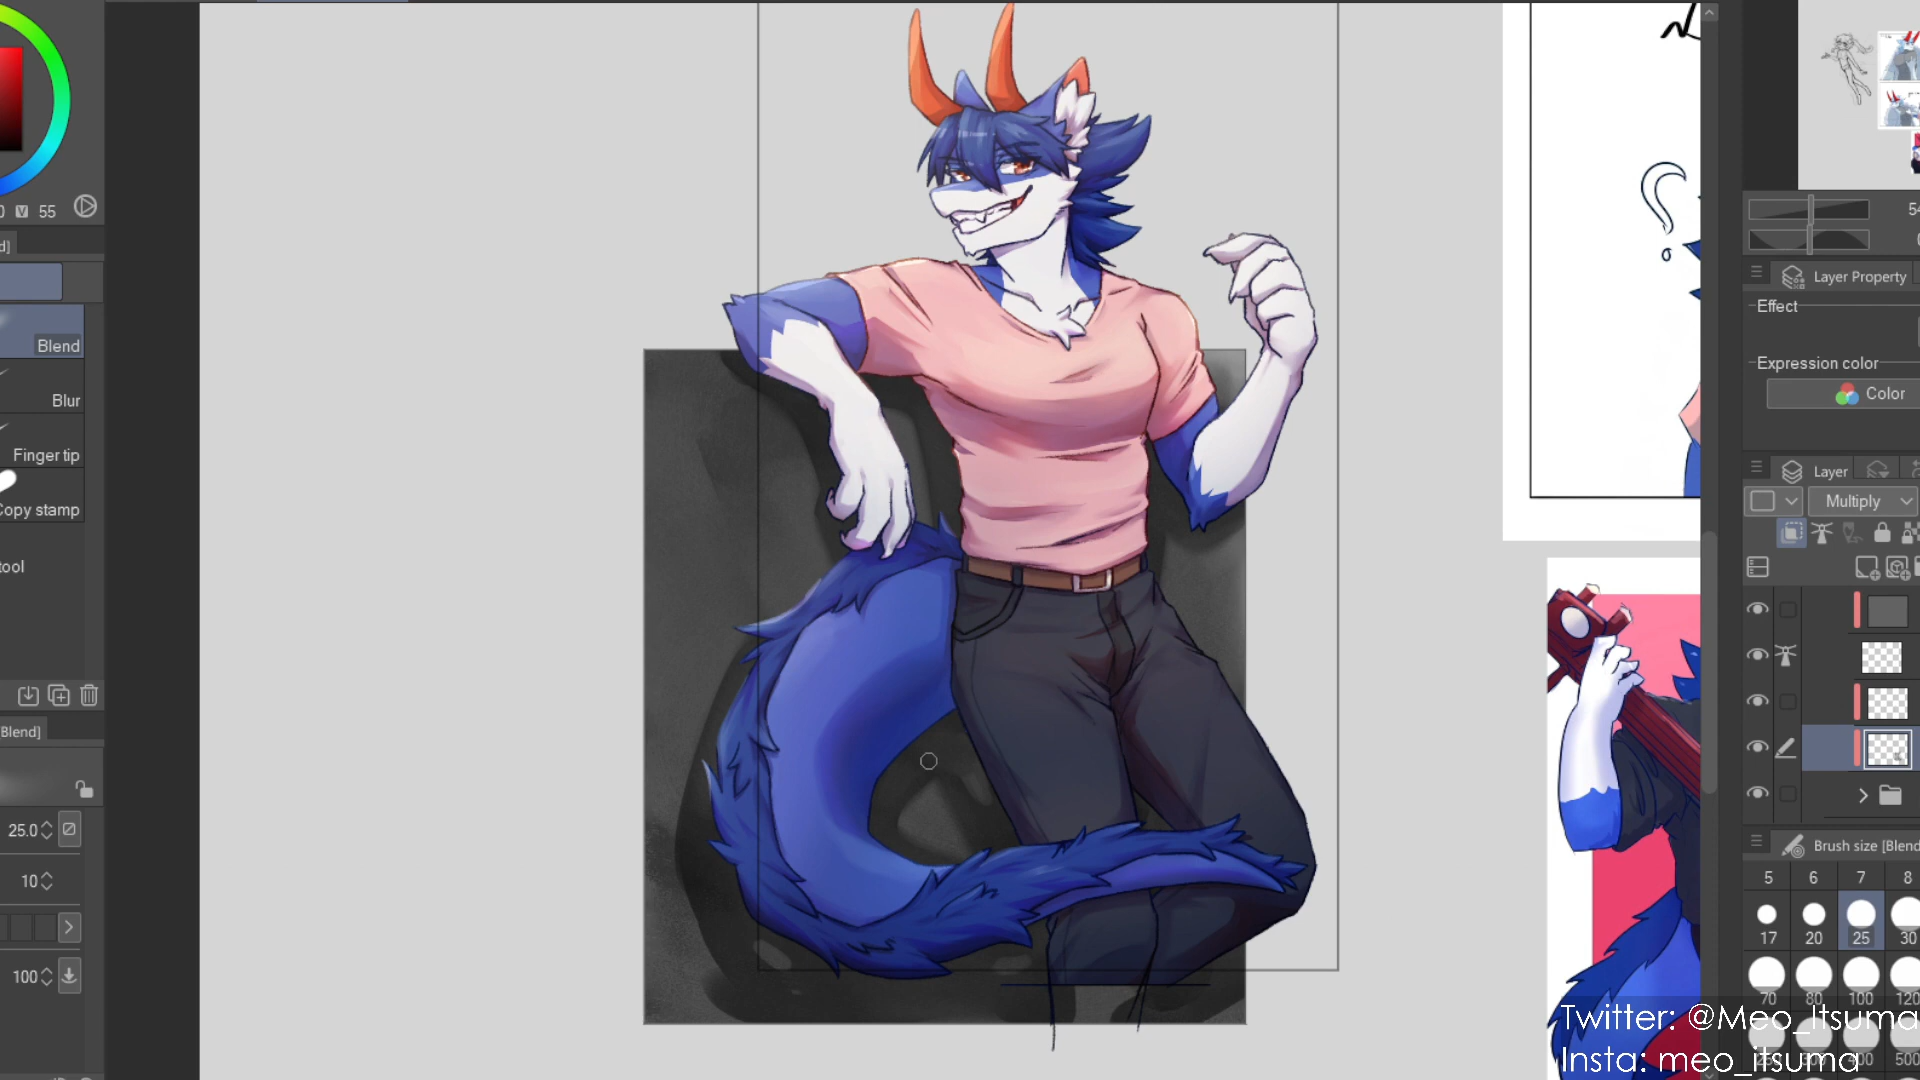 V 55
Blend
Blur
Finger tip
Copy stamp
tool
[Blend]
25.0
10
100
Layer Property
Effect
Expression color
Color
Layer
Multiply
Brush size [Blend
5 6 7 8
17 20 25 30
70 80 100 120
400 500
Twitter: @Meo_Itsuma
Insta: meo_itsuma